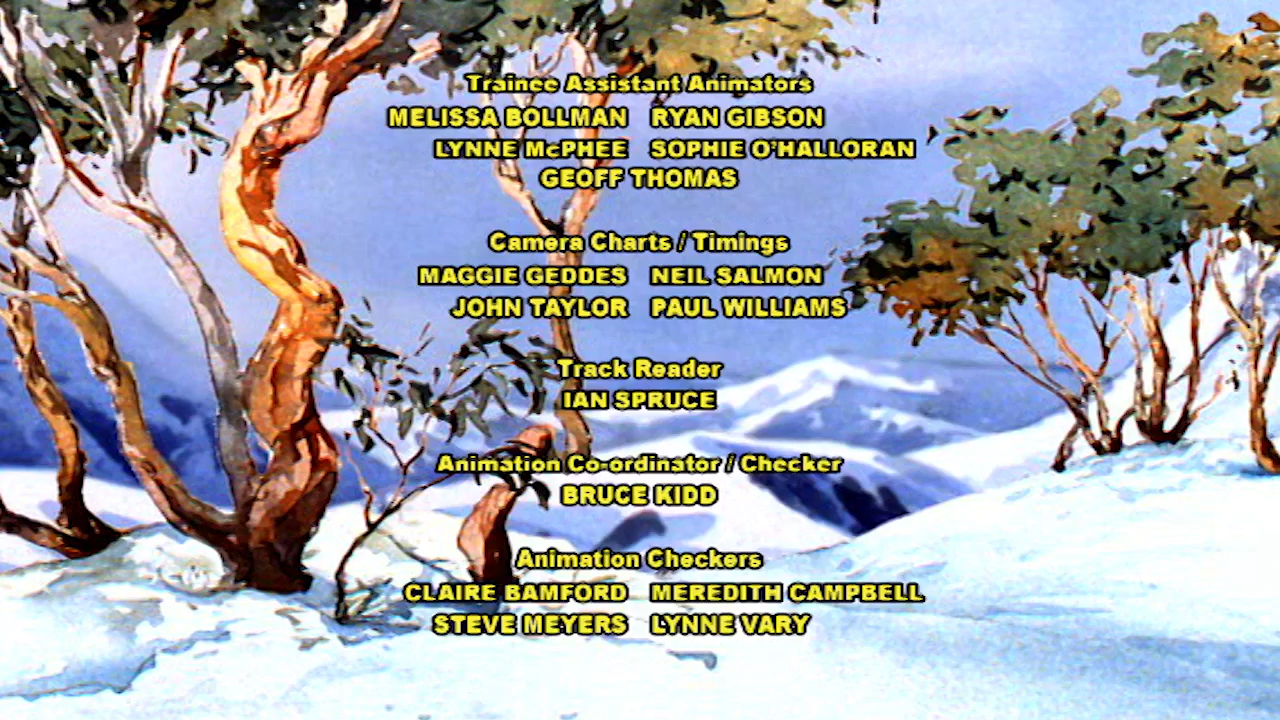 Trainee Assistant Animators
MELISSA BOLLMAN RYAN GIBSON
LYNNE McPHEE SOPHIE O'HALLORAN
GEOFF THOMAS
Camera Charts / Timings
MAGGIE GEDDES NEIL SALMON
JOHN TAYLOR PAUL WILLIAMS
Track Reader
IAN SPRUCE
Animation Co-ordinator / Checker
BRUCE KIDD
Animation Checkers
CLAIRE BAMFORD MEREDITH CAMPBELL
STEVE MEYERS LYNNE VARY